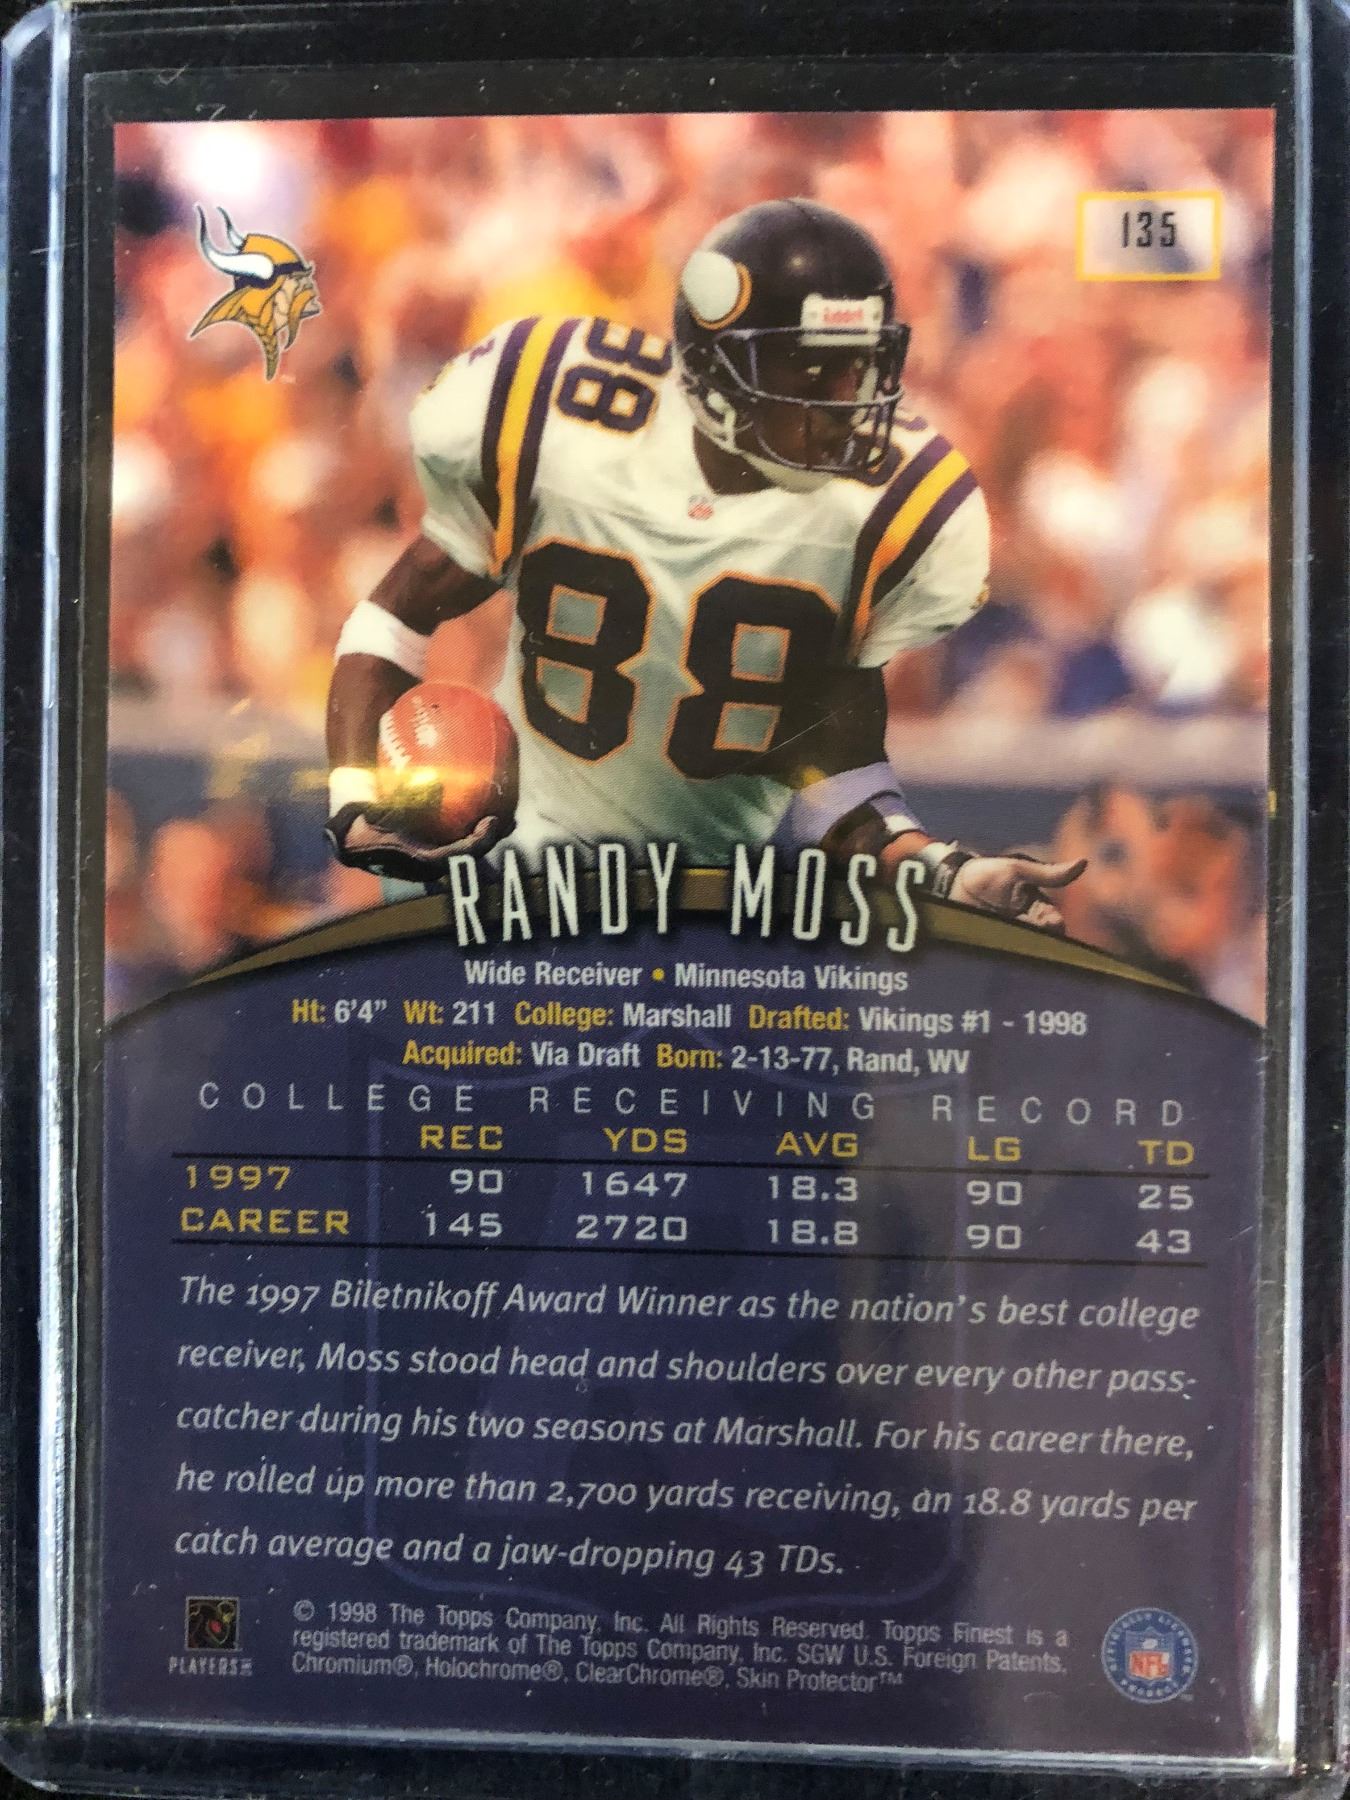 135
88
88
RANDY MOSS
Wide Receiver • Minnesota Vikings
Ht: 6'4" Wt: 211 College: Marshall Drafted: Vikings #1 - 1998
Acquired: Via Draft Born: 2-13-77, Rand, WV
COLLEGE RECEIVING RECORD
REC YDS AVG LG TD
1997 90 1647 18.3 90 25
CAREER 145 2720 18.8 90 43
The 1997 Biletnikoff Award Winner as the nation's best college
receiver, Moss stood head and shoulders over every other pass-
catcher during his two seasons at Marshall. For his career there,
he rolled up more than 2,700 yards receiving, an 18.8 yards per
catch average and a jaw-dropping 43 TDs.
© 1998 The Topps Company, Inc. All Rights Reserved. Topps Finest is a
registered trademark of The Topps Company, Inc. SGW U.S. Foreign Patents.
Chromium®, Holochrome®, ClearChrome®, Skin Protector™
PLAYERS
NFL